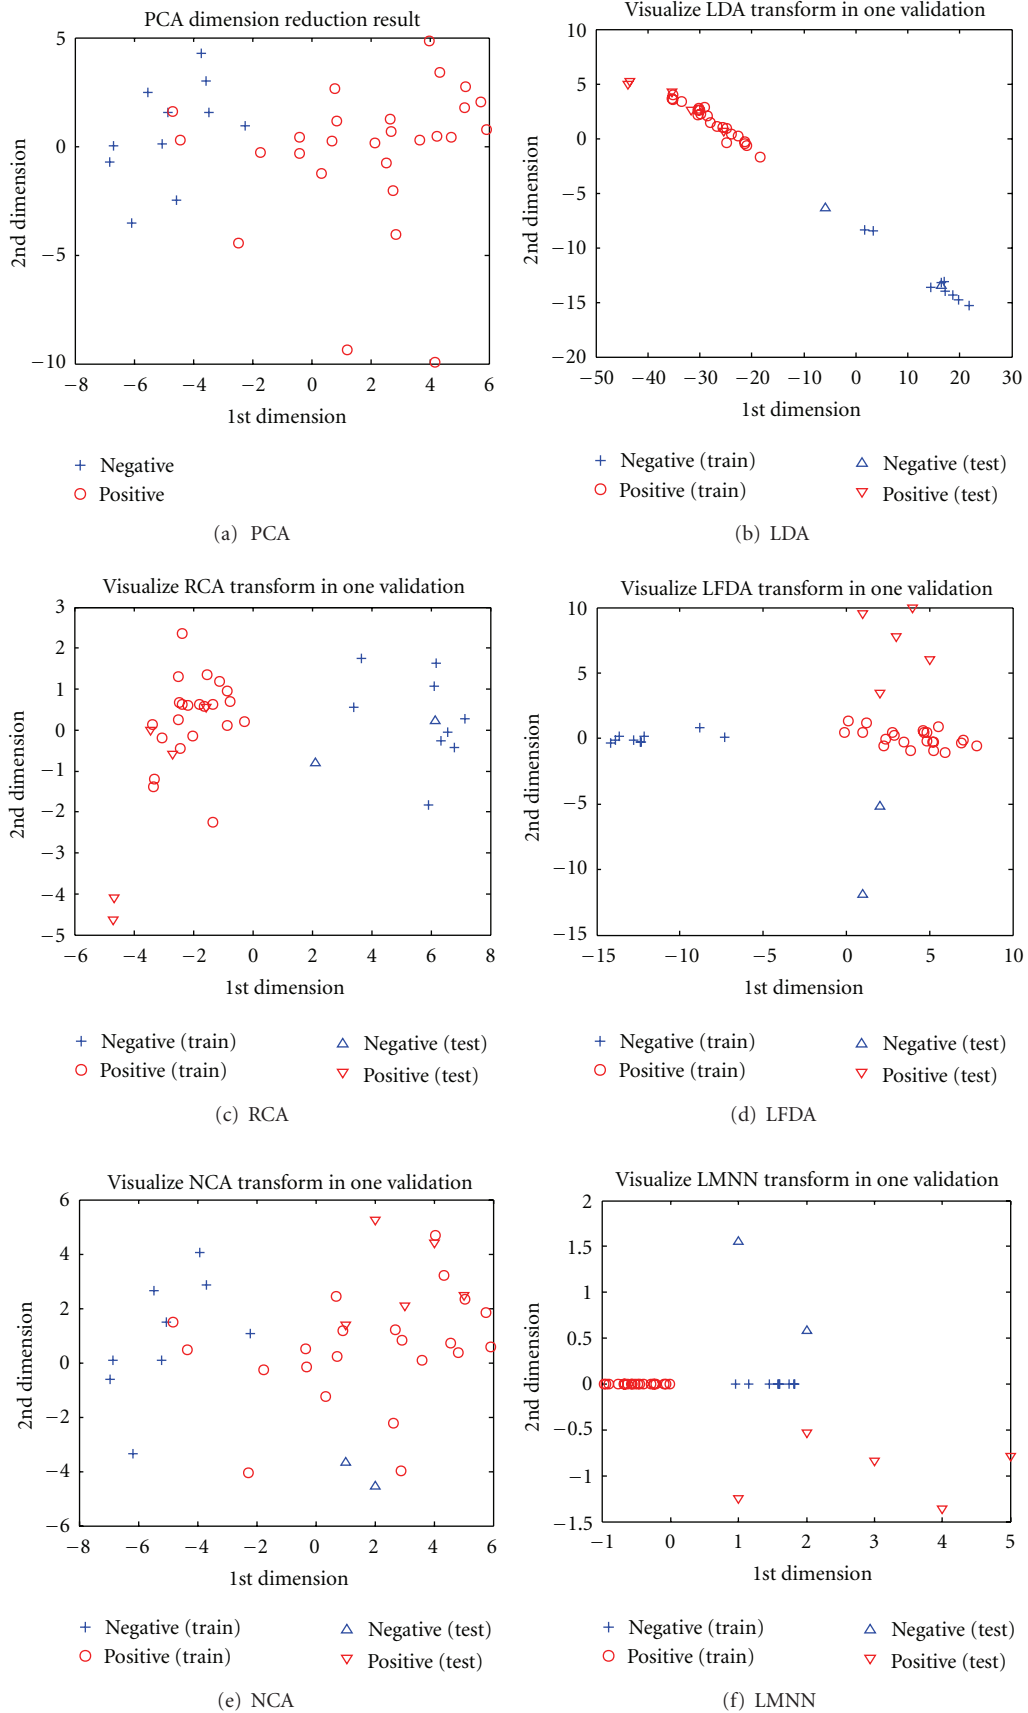 PCA dimension reduction result
5
0
−5
−10
2nd dimension
−8 −6 −4 −2 0 2 4 6
1st dimension
Negative
Positive
(a) PCA
Visualize LDA transform in one validation
10
5
0
−5
−10
−15
−20
2nd dimension
−50 −40 −30 −20 −10 0 10 20 30
1st dimension
Negative (train) Negative (test)
Positive (train) Positive (test)
(b) LDA
Visualize RCA transform in one validation
3
2
1
0
−1
−2
−3
−4
−5
2nd dimension
−6 −4 −2 0 2 4 6 8
1st dimension
Negative (train) Negative (test)
Positive (train) Positive (test)
(c) RCA
Visualize LFDA transform in one validation
10
5
0
−5
−10
−15
2nd dimension
−15 −10 −5 0 5 10
1st dimension
Negative (train) Negative (test)
Positive (train) Positive (test)
(d) LFDA
Visualize NCA transform in one validation
6
4
2
0
−2
−4
−6
2nd dimension
−8 −6 −4 −2 0 2 4 6
1st dimension
Negative (train) Negative (test)
Positive (train) Positive (test)
(e) NCA
Visualize LMNN transform in one validation
2
1.5
1
0.5
0
−0.5
−1
−1.5
2nd dimension
−1 0 1 2 3 4 5
1st dimension
Negative (train) Negative (test)
Positive (train) Positive (test)
(f) LMNN